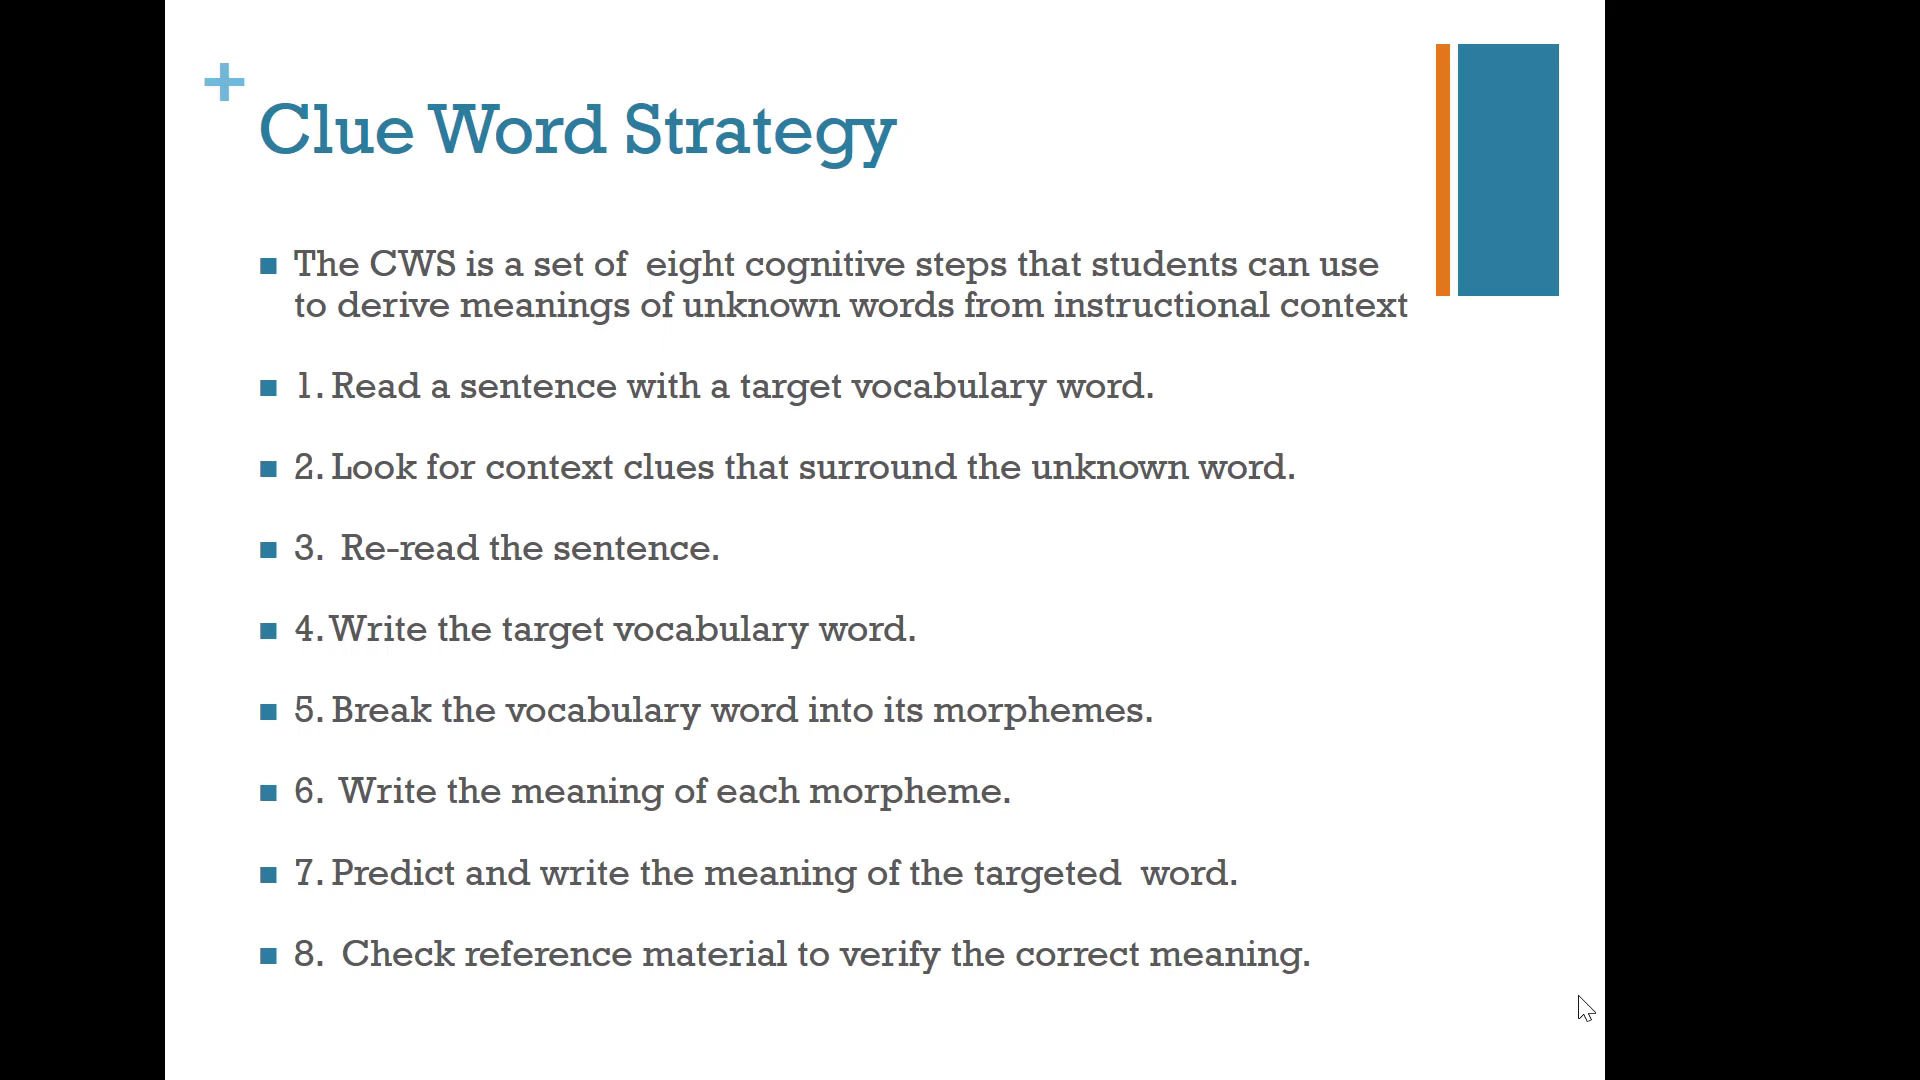 +
Clue Word Strategy
■ The CWS is a set of  eight cognitive steps that students can use
to derive meanings of unknown words from instructional context
■ 1. Read a sentence with a target vocabulary word.
■ 2. Look for context clues that surround the unknown word.
■ 3.  Re-read the sentence.
■ 4. Write the target vocabulary word.
■ 5. Break the vocabulary word into its morphemes.
■ 6.  Write the meaning of each morpheme.
■ 7. Predict and write the meaning of the targeted  word.
■ 8.  Check reference material to verify the correct meaning.